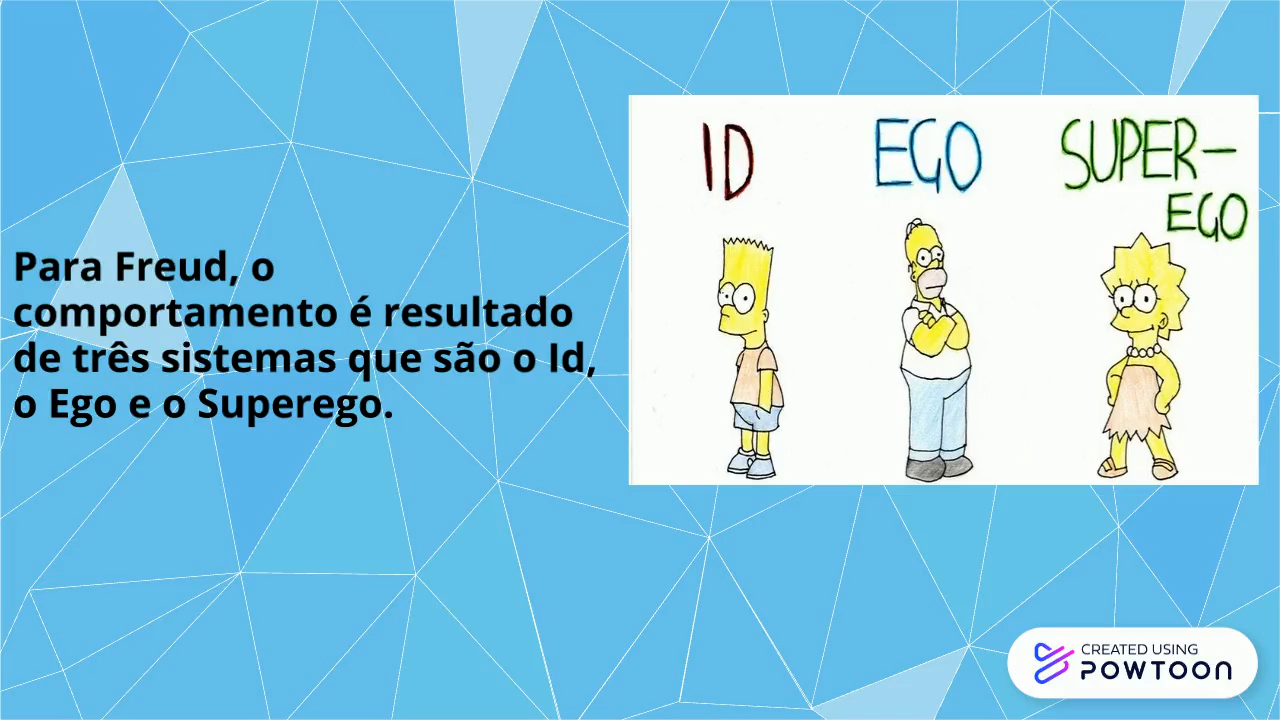 Para Freud, o
comportamento é resultado
de três sistemas que são o Id,
o Ego e o Superego.
ID
EGO
SUPER-
EGO
CREATED USING
POWTOON